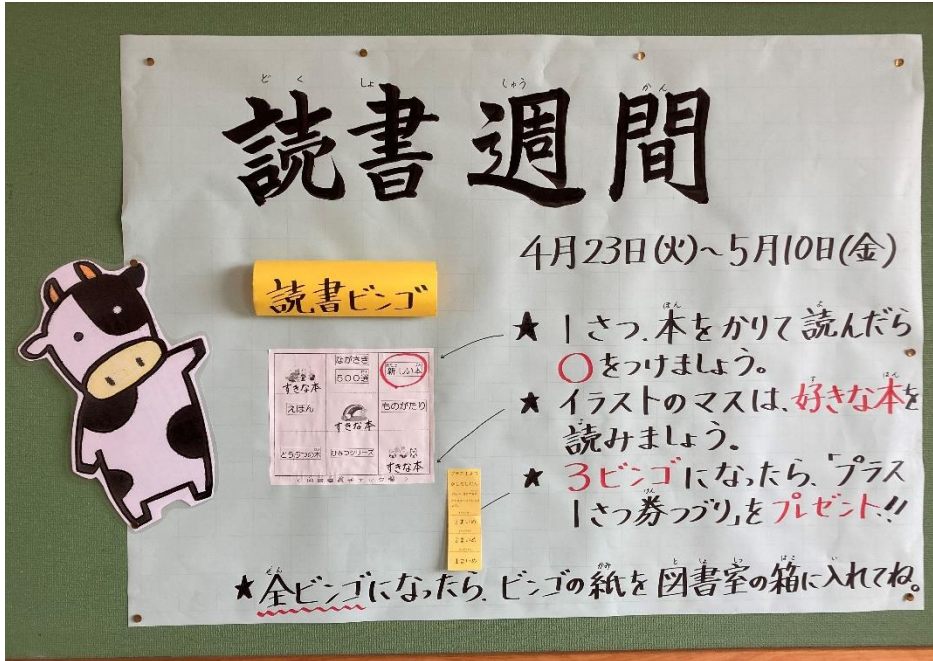 読書週間
4月23日(火)～5月10日(金)
読書ビンゴ
★ 1さつ、本をかりて読んだら
○をつけましょう。
★ イラストのマスは、好きな本を
読みましょう。
★ 3ビンゴになったら、「プラス
1さつ券つづり」をプレゼント!!
★全ビンゴになったら、ビンゴの紙を図書室の箱に入れてね。
すきな本
ながさき
500選
新しい本
えほん
すきな本
ものがたり
どうぶつの本
ひみつシリーズ
すきな本
1まいめ